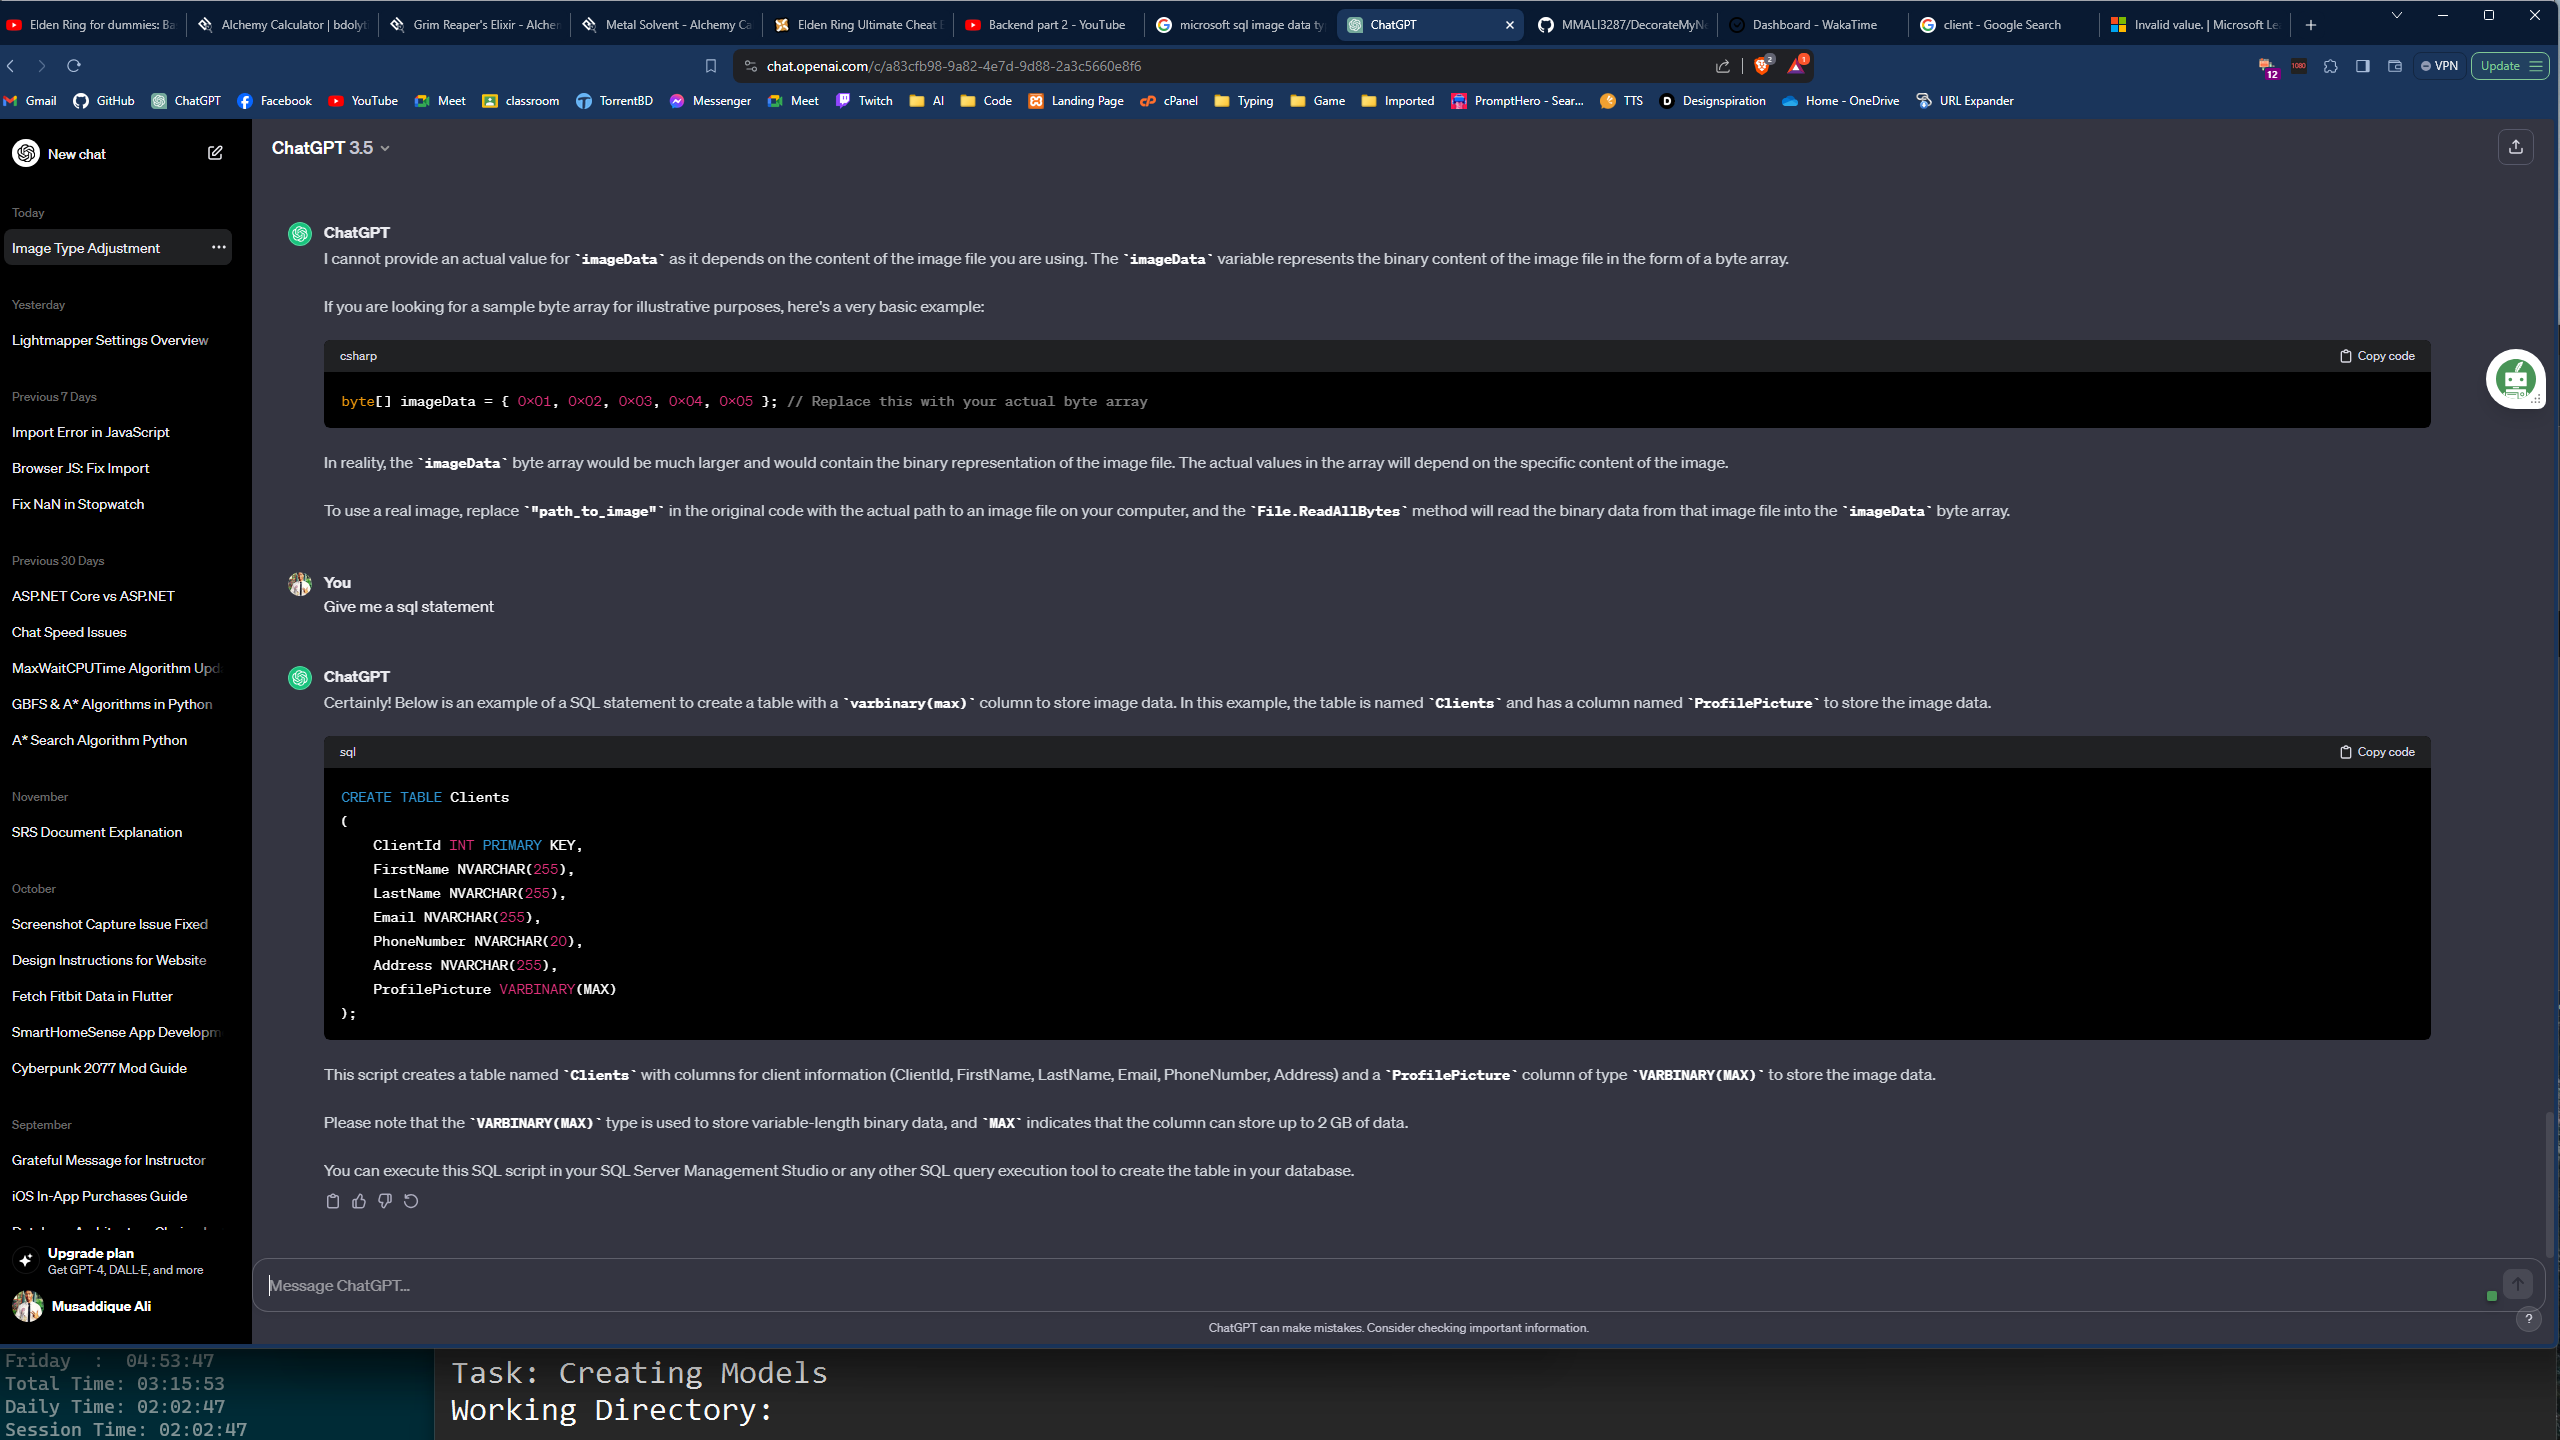 Elden Ring for dummies: Ba
Alchemy Calculator | bdolyti
Grim Reaper's Elixir - Alchem
Metal Solvent - Alchemy Ca
Elden Ring Ultimate Cheat
Backend part 2 - YouTube
microsoft sql image data ty
ChatGPT
MMALI3287/DecorateMyN
Dashboard - WakaTime
client - Google Search
Invalid value. | Microsoft Le
chat.openai.com/c/a83cfb98-9a82-4e7d-9d88-2a3c5660e8f6
2
1
12
1080
VPN
Update
Gmail
GitHub
ChatGPT
Facebook
YouTube
Meet
classroom
TorrentBD
Messenger
Meet
Twitch
AI
Code
Landing Page
cPanel
Typing
Game
Imported
PromptHero - Sear...
TTS
Designspiration
Home - OneDrive
URL Expander
New chat
Today
Image Type Adjustment
Yesterday
Lightmapper Settings Overview
Previous 7 Days
Import Error in JavaScript
Browser JS: Fix Import
Fix NaN in Stopwatch
Previous 30 Days
ASP.NET Core vs ASP.NET
Chat Speed Issues
MaxWaitCPUTime Algorithm Upd
GBFS & A* Algorithms in Python
A* Search Algorithm Python
November
SRS Document Explanation
October
Screenshot Capture Issue Fixed
Design Instructions for Website
Fetch Fitbit Data in Flutter
SmartHomeSense App Developm
Cyberpunk 2077 Mod Guide
September
Grateful Message for Instructor
iOS In-App Purchases Guide
Upgrade plan
Get GPT-4, DALL·E, and more
Musaddique Ali
ChatGPT 3.5
ChatGPT
I cannot provide an actual value for `imageData` as it depends on the content of the image file you are using. The `imageData` variable represents the binary content of the image file in the form of a byte array.
If you are looking for a sample byte array for illustrative purposes, here's a very basic example:
csharp
Copy code
byte[] imageData = { 0x01, 0x02, 0x03, 0x04, 0x05 }; // Replace this with your actual byte array
In reality, the `imageData` byte array would be much larger and would contain the binary representation of the image file. The actual values in the array will depend on the specific content of the image.
To use a real image, replace `"path_to_image"` in the original code with the actual path to an image file on your computer, and the `File.ReadAllBytes` method will read the binary data from that image file into the `imageData` byte array.
You
Give me a sql statement
ChatGPT
Certainly! Below is an example of a SQL statement to create a table with a `varbinary(max)` column to store image data. In this example, the table is named `Clients` and has a column named `ProfilePicture` to store the image data.
sql
Copy code
CREATE TABLE Clients
(
ClientId INT PRIMARY KEY,
FirstName NVARCHAR(255),
LastName NVARCHAR(255),
Email NVARCHAR(255),
PhoneNumber NVARCHAR(20),
Address NVARCHAR(255),
ProfilePicture VARBINARY(MAX)
);
This script creates a table named `Clients` with columns for client information (ClientId, FirstName, LastName, Email, PhoneNumber, Address) and a `ProfilePicture` column of type `VARBINARY(MAX)` to store the image data.
Please note that the `VARBINARY(MAX)` type is used to store variable-length binary data, and `MAX` indicates that the column can store up to 2 GB of data.
You can execute this SQL script in your SQL Server Management Studio or any other SQL query execution tool to create the table in your database.
Message ChatGPT...
ChatGPT can make mistakes. Consider checking important information.
?
Friday : 04:53:47
Total Time: 03:15:53
Daily Time: 02:02:47
Session Time: 02:02:47
Task: Creating Models
Working Directory: